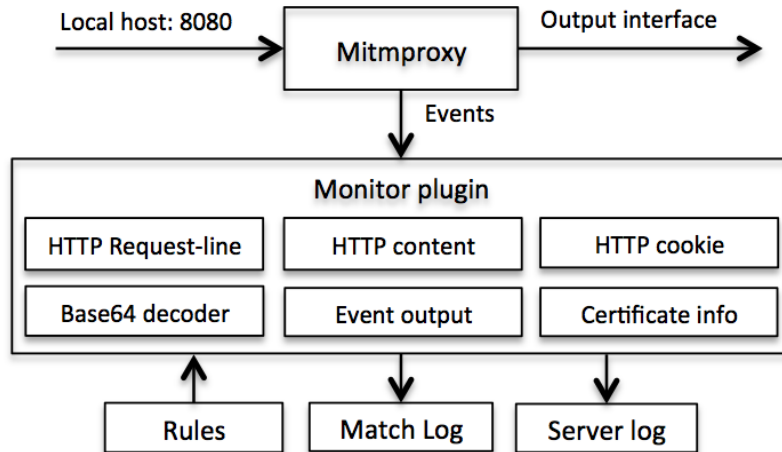 Local host: 8080
Output interface
Mitmproxy
Events
Monitor plugin
HTTP Request-line
HTTP content
HTTP cookie
Base64 decoder
Event output
Certificate info
Rules
Match Log
Server log